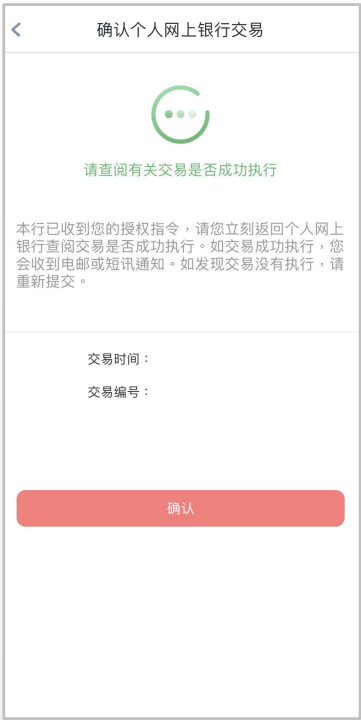 确认个人网上银行交易
请查阅有关交易是否成功执行
本行已收到您的授权指令，请您立刻返回个人网上
银行查阅交易是否成功执行。如交易成功执行，您
会收到电邮或短讯通知。如发现交易没有执行，请
重新提交。
交易时间：
交易编号：
确认